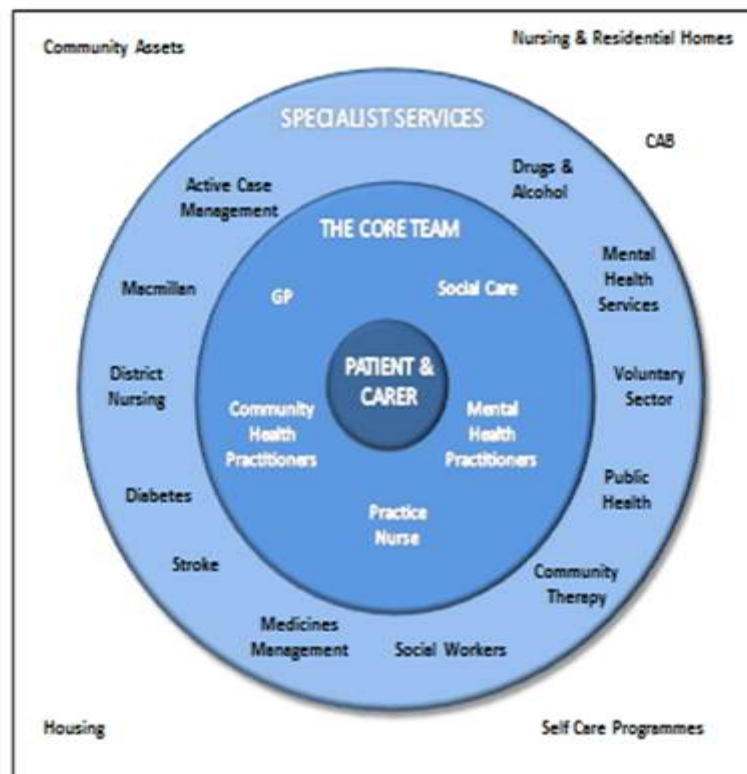 Community Assets
Nursing & Residential Homes
CAB
SPECIALIST SERVICES
Drugs &
Alcohol
Active Case
Management
THE CORE TEAM
Mental
Health
Services
Macmillan
GP
Social Care
PATIENT &
CARER
District
Nursing
Voluntary
Sector
Community
Health
Practitioners
Mental
Health
Practitioners
Public
Health
Diabetes
Practice
Nurse
Stroke
Community
Therapy
Medicines
Management
Social Workers
Housing
Self Care Programmes